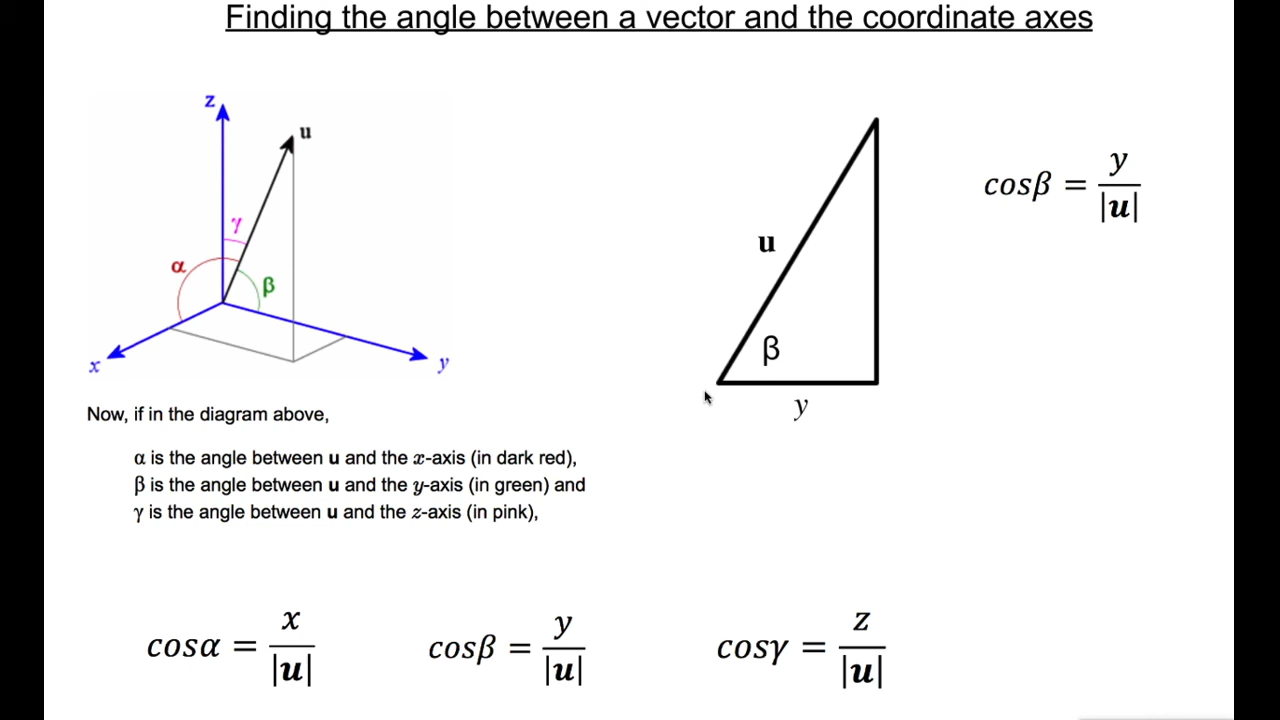 Finding the angle between a vector and the coordinate axes
z
u
γ
α
β
x
y
u
β
y
cosβ = y/|u|
Now, if in the diagram above,
α is the angle between u and the x-axis (in dark red),
β is the angle between u and the y-axis (in green) and
γ is the angle between u and the z-axis (in pink),
cosα = x/|u|
cosβ = y/|u|
cosγ = z/|u|